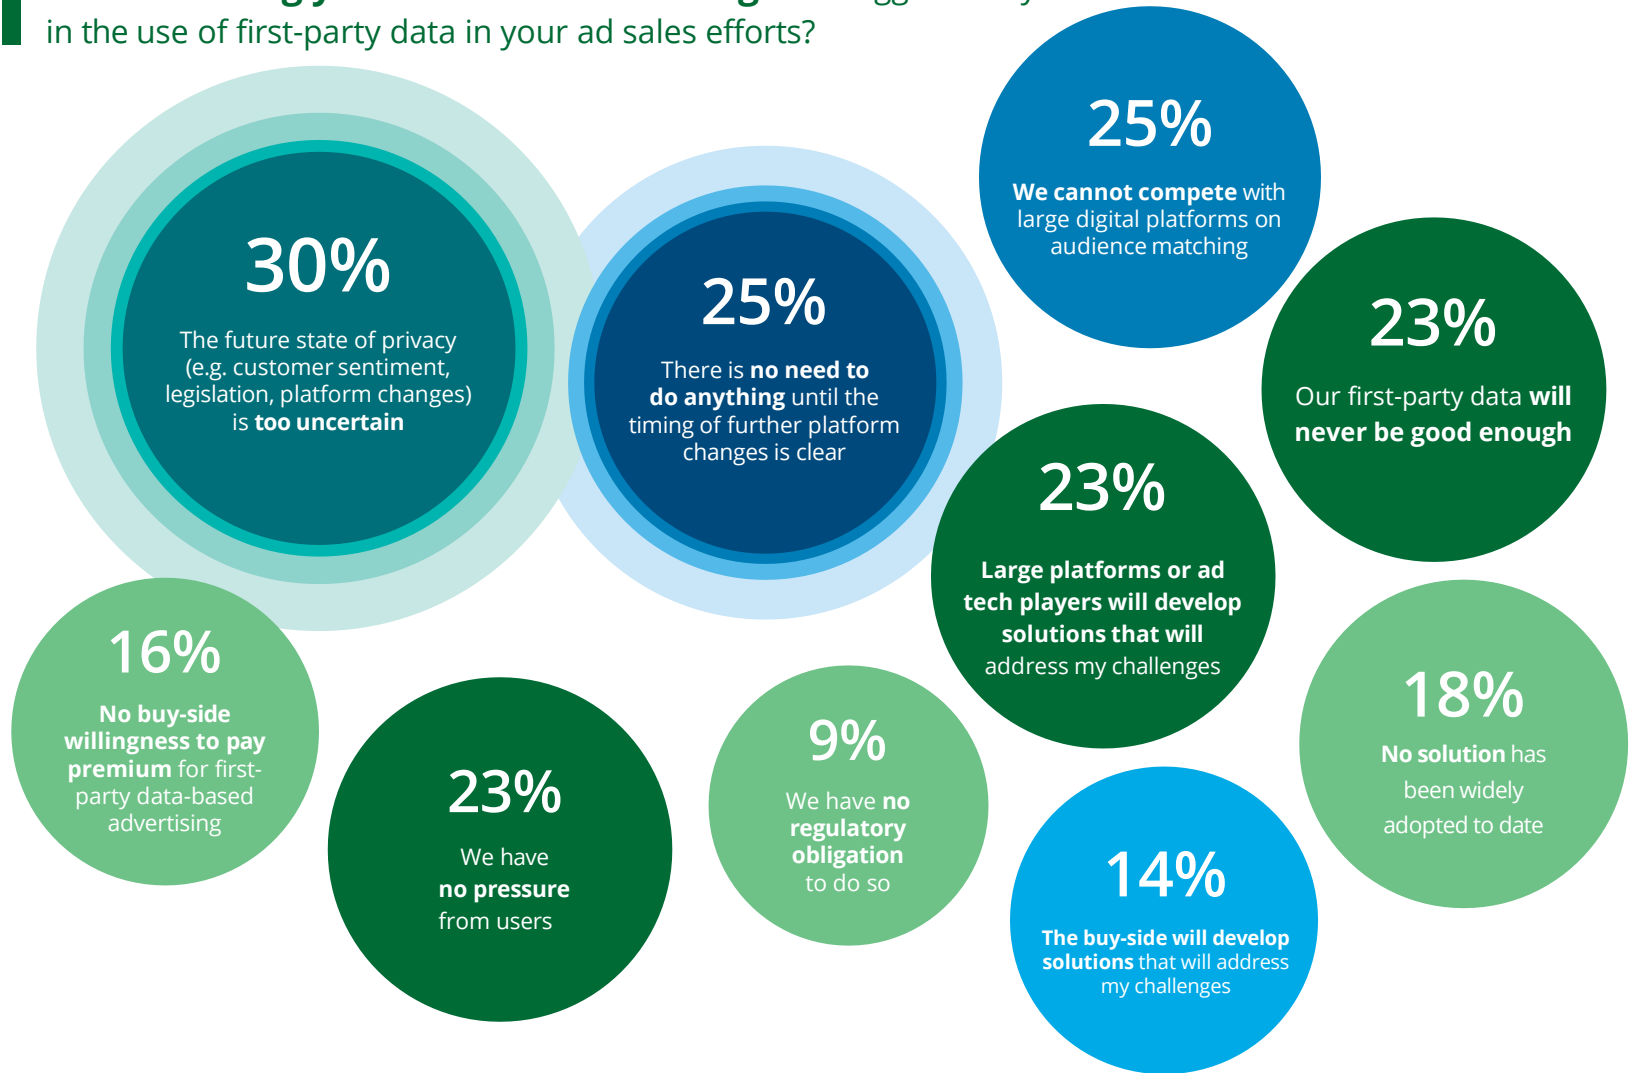 in the use of first-party data in your ad sales efforts?
30%
The future state of privacy
(e.g. customer sentiment,
legislation, platform changes)
is too uncertain
25%
There is no need to
do anything until the
timing of further platform
changes is clear
25%
We cannot compete with
large digital platforms on
audience matching
23%
Our first-party data will
never be good enough
23%
Large platforms or ad
tech players will develop
solutions that will
address my challenges
16%
No buy-side
willingness to pay
premium for first-
party data-based
advertising
23%
We have
no pressure
from users
9%
We have no
regulatory
obligation
to do so
14%
The buy-side will develop
solutions that will address
my challenges
18%
No solution has
been widely
adopted to date